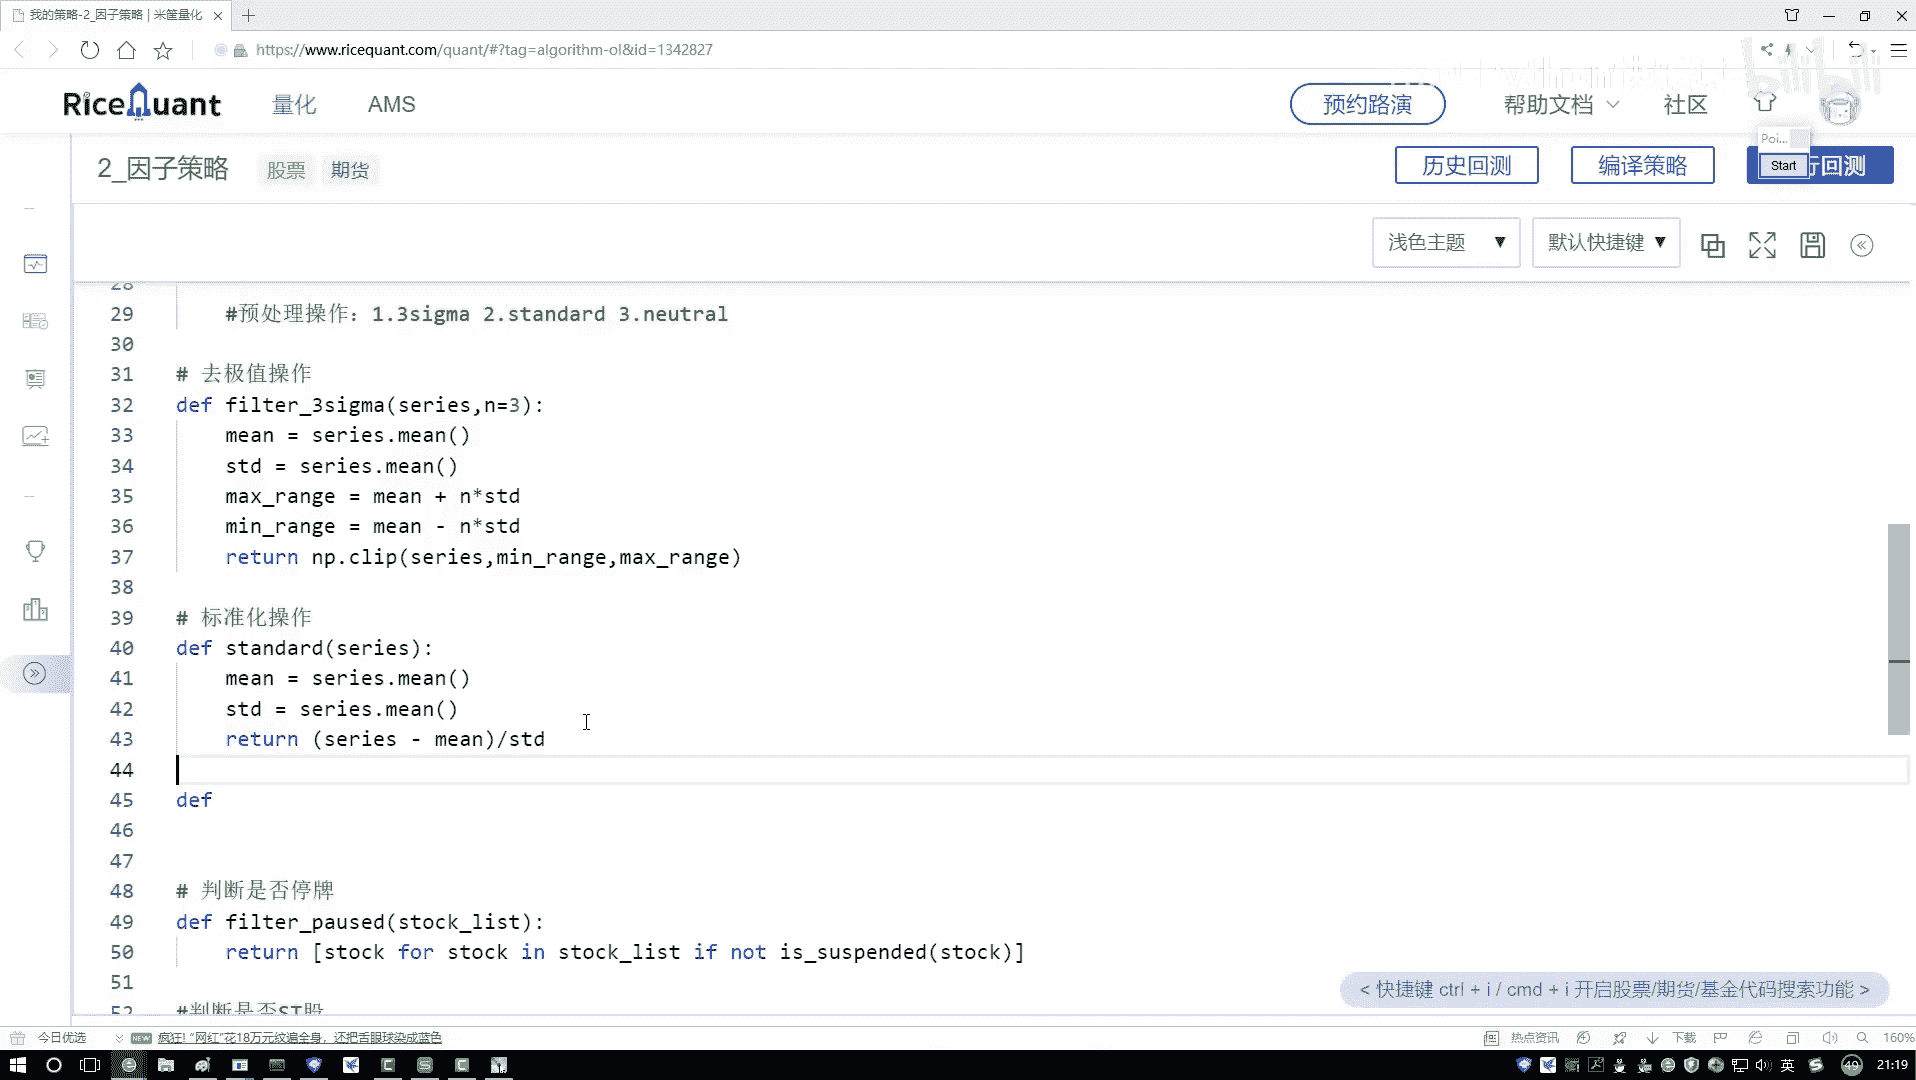 我的策略-2_因子策略 | 米筐量化
https://www.ricequant.com/quant/#?tag=algorithm-ol&id=1342827
bilibili
RiceQuant 量化 AMS 预约路演 帮助文档 社区
Poi...
2_因子策略 股票 期货 历史回测 编译策略 Start 行回测
浅色主题 ▼ 默认快捷键 ▼
28
29 #预处理操作：1.3sigma 2.standard 3.neutral
30
31 # 去极值操作
32 def filter_3sigma(series,n=3):
33 mean = series.mean()
34 std = series.mean()
35 max_range = mean + n*std
36 min_range = mean - n*std
37 return np.clip(series,min_range,max_range)
38
39 # 标准化操作
40 def standard(series):
41 mean = series.mean()
42 std = series.mean()
43 return (series - mean)/std
44
45 def
46
47
48 # 判断是否停牌
49 def filter_paused(stock_list):
50 return [stock for stock in stock_list if not is_suspended(stock)]
51
52 #判断是否ST股
< 快捷键 ctrl + i / cmd + i 开启股票/期货/基金代码搜索功能 >
今日优选 NEW 疯狂! "网红"花18万元纹遍全身，还把舌眼球染成蓝色 热点资讯 下载 160%
英 49 21:19